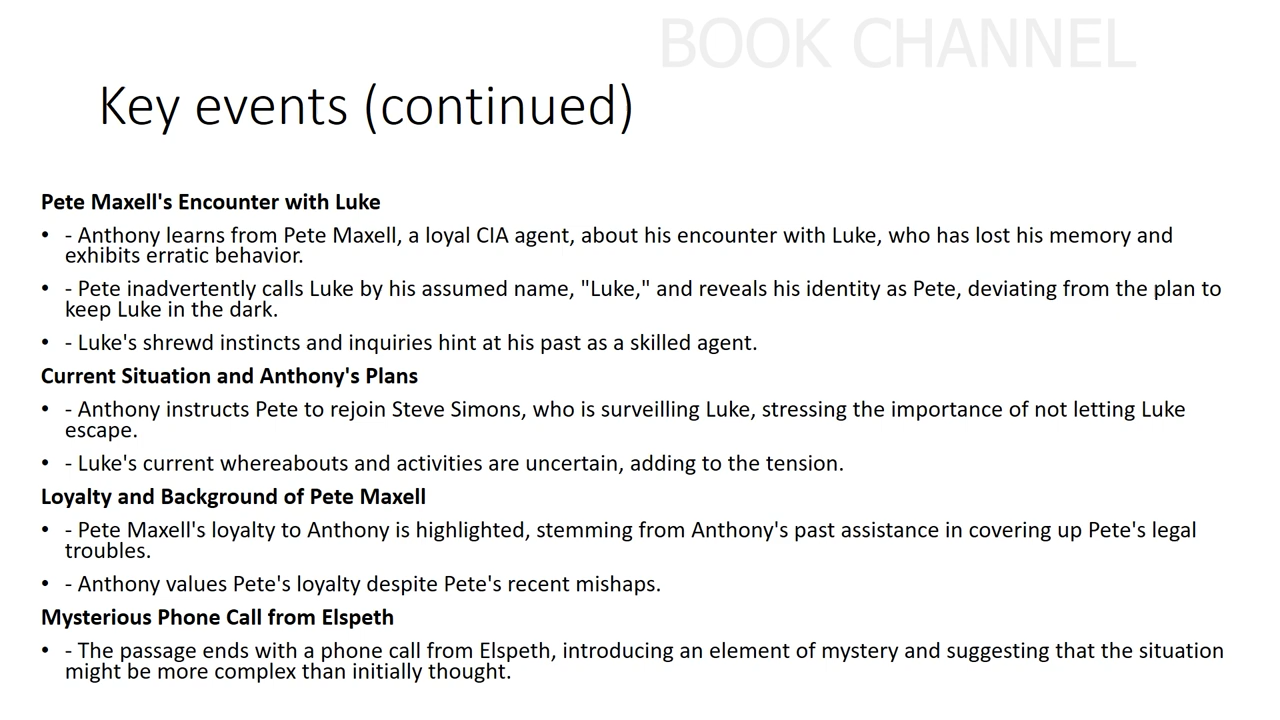 BOOK CHANNEL
Key events (continued)
Pete Maxell's Encounter with Luke
• - Anthony learns from Pete Maxell, a loyal CIA agent, about his encounter with Luke, who has lost his memory and
exhibits erratic behavior.
• - Pete inadvertently calls Luke by his assumed name, "Luke," and reveals his identity as Pete, deviating from the plan to
keep Luke in the dark.
• - Luke's shrewd instincts and inquiries hint at his past as a skilled agent.
Current Situation and Anthony's Plans
• - Anthony instructs Pete to rejoin Steve Simons, who is surveilling Luke, stressing the importance of not letting Luke
escape.
• - Luke's current whereabouts and activities are uncertain, adding to the tension.
Loyalty and Background of Pete Maxell
• - Pete Maxell's loyalty to Anthony is highlighted, stemming from Anthony's past assistance in covering up Pete's legal
troubles.
• - Anthony values Pete's loyalty despite Pete's recent mishaps.
Mysterious Phone Call from Elspeth
• - The passage ends with a phone call from Elspeth, introducing an element of mystery and suggesting that the situation
might be more complex than initially thought.